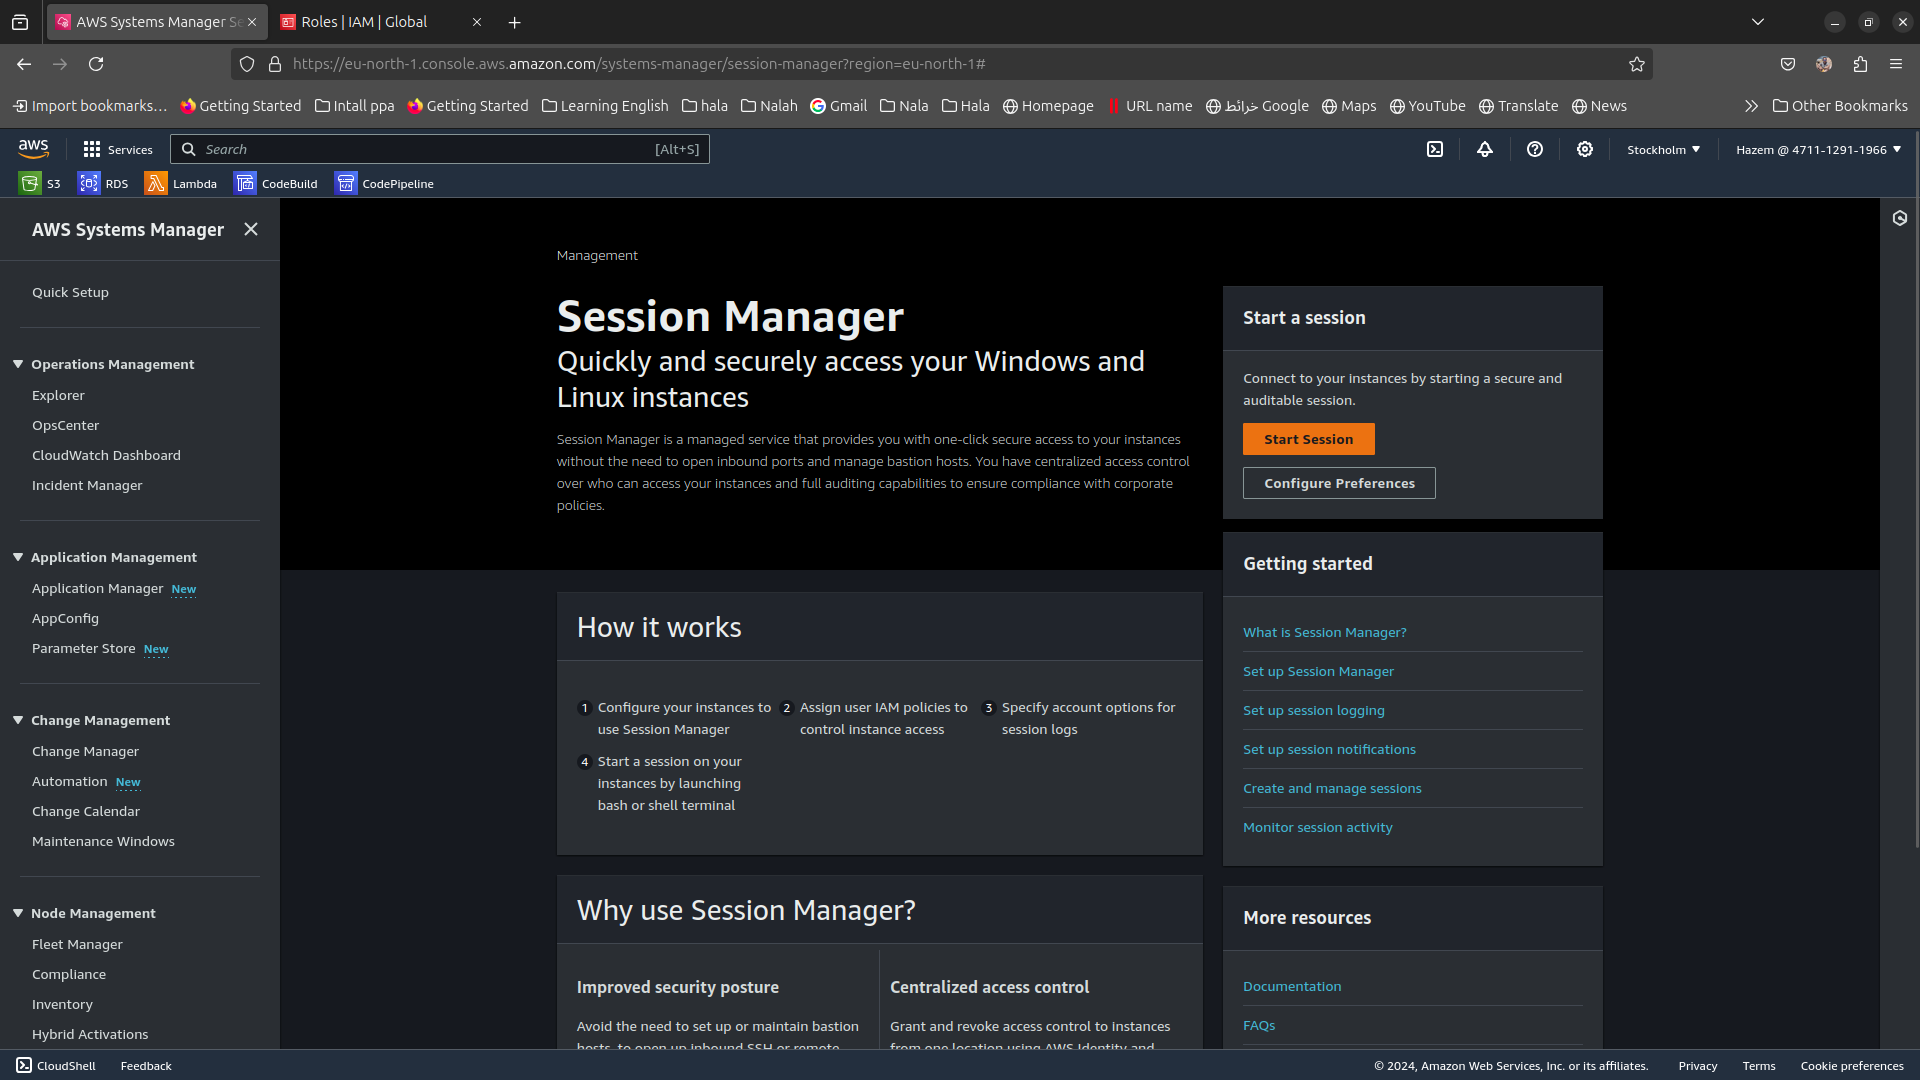 AWS Systems Manager Se
Roles | IAM | Global
https://eu-north-1.console.aws.amazon.com/systems-manager/session-manager?region=eu-north-1#
Import bookmarks...
Getting Started
Intall ppa
Getting Started
Learning English
hala
Nalah
Gmail
Nala
Hala
Homepage
URL name
خرائط Google
Maps
YouTube
Translate
News
Other Bookmarks
aws
Services
Search
[Alt+S]
Stockholm
Hazem @ 4711-1291-1966
S3
RDS
Lambda
CodeBuild
CodePipeline
AWS Systems Manager
Quick Setup
Operations Management
Explorer
OpsCenter
CloudWatch Dashboard
Incident Manager
Application Management
Application Manager New
AppConfig
Parameter Store New
Change Management
Change Manager
Automation New
Change Calendar
Maintenance Windows
Node Management
Fleet Manager
Compliance
Inventory
Hybrid Activations
Management
Session Manager
Quickly and securely access your Windows and
Linux instances
Session Manager is a managed service that provides you with one-click secure access to your instances
without the need to open inbound ports and manage bastion hosts. You have centralized access control
over who can access your instances and full auditing capabilities to ensure compliance with corporate
policies.
Start a session
Connect to your instances by starting a secure and
auditable session.
Start Session
Configure Preferences
Getting started
What is Session Manager?
Set up Session Manager
Set up session logging
Set up session notifications
Create and manage sessions
Monitor session activity
How it works
1 Configure your instances to
use Session Manager
2 Assign user IAM policies to
control instance access
3 Specify account options for
session logs
4 Start a session on your
instances by launching
bash or shell terminal
Why use Session Manager?
Improved security posture
Avoid the need to set up or maintain bastion
hosts, to open up inbound SSH or remote
Centralized access control
Grant and revoke access control to instances
from one location using AWS Identity and
More resources
Documentation
FAQs
CloudShell
Feedback
© 2024, Amazon Web Services, Inc. or its affiliates.
Privacy
Terms
Cookie preferences